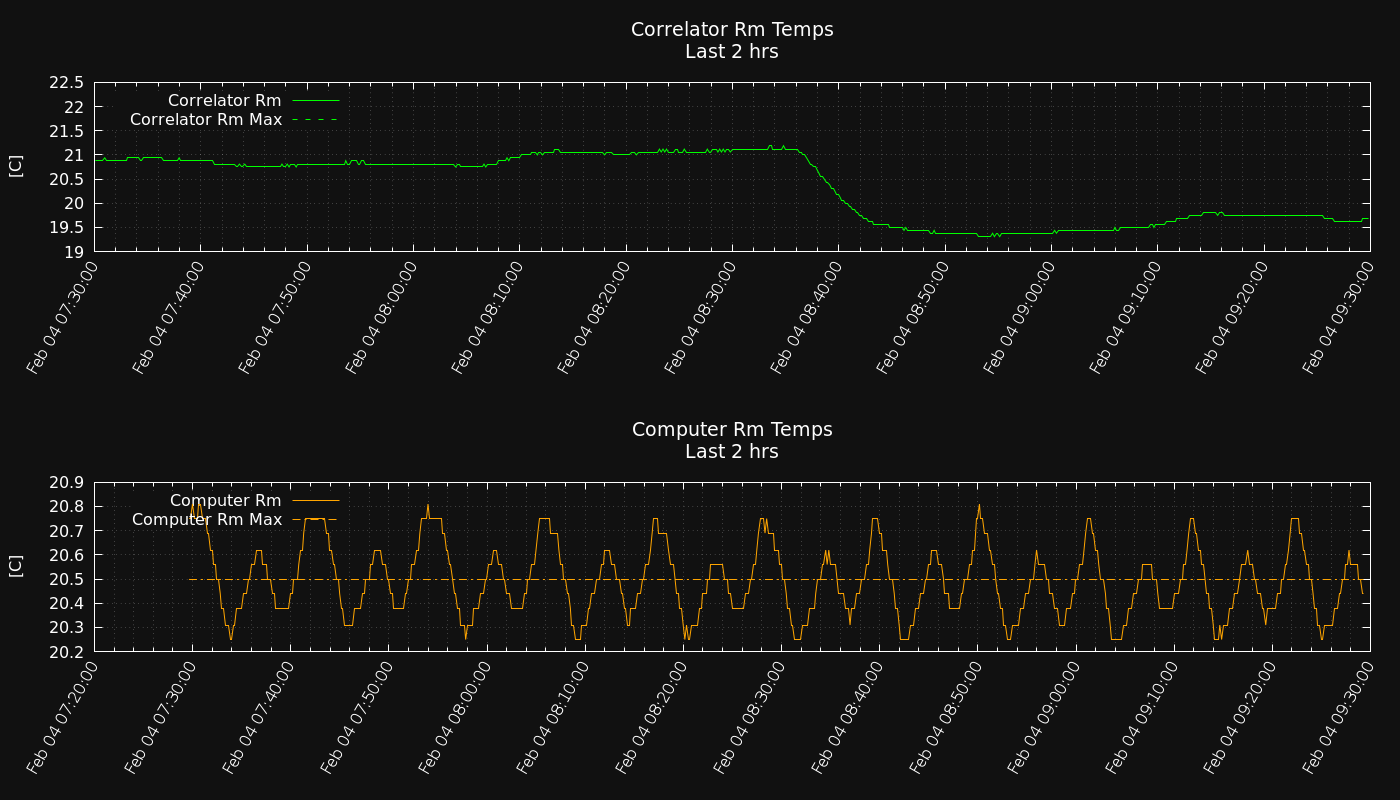 Correlator Rm Temps
Last 2 hrs
22.5
22
21.5
21
20.5
20
19.5
19
[C]
Correlator Rm
Correlator Rm Max
Feb 04 07:30:00
Feb 04 07:40:00
Feb 04 07:50:00
Feb 04 08:00:00
Feb 04 08:10:00
Feb 04 08:20:00
Feb 04 08:30:00
Feb 04 08:40:00
Feb 04 08:50:00
Feb 04 09:00:00
Feb 04 09:10:00
Feb 04 09:20:00
Feb 04 09:30:00
Computer Rm Temps
Last 2 hrs
20.9
20.8
20.7
20.6
20.5
20.4
20.3
20.2
[C]
Computer Rm
Computer Rm Max
Feb 04 07:20:00
Feb 04 07:30:00
Feb 04 07:40:00
Feb 04 07:50:00
Feb 04 08:00:00
Feb 04 08:10:00
Feb 04 08:20:00
Feb 04 08:30:00
Feb 04 08:40:00
Feb 04 08:50:00
Feb 04 09:00:00
Feb 04 09:10:00
Feb 04 09:20:00
Feb 04 09:30:00